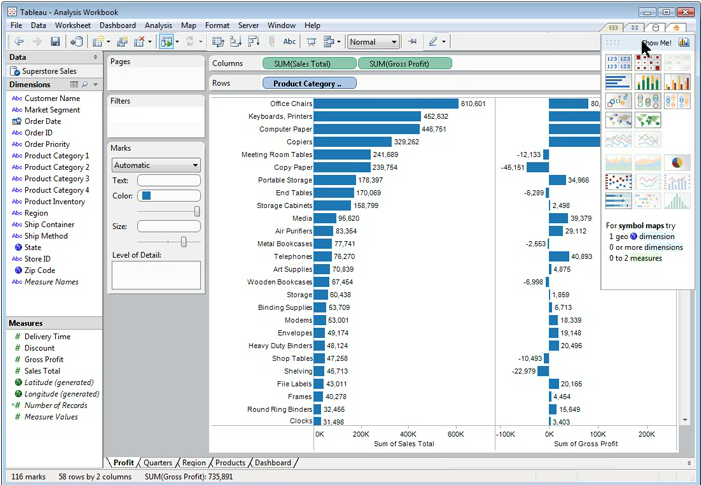 Tableau - Analysis Workbook
File Data Worksheet Dashboard Analysis Map Format Server Window Help
Abc Normal
Data
Superstore Sales
Dimensions
Abc Customer Name
Abc Market Segment
Order Date
Abc Order ID
Abc Order Priority
Abc Product Category 1
Abc Product Category 2
Abc Product Category 3
Abc Product Category 4
Abc Product Inventory
Abc Region
Abc Ship Container
Abc Ship Method
State
Abc Store ID
Zip Code
Abc Measure Names
Measures
# Delivery Time
# Discount
# Gross Profit
# Sales Total
Latitude (generated)
Longitude (generated)
# Number of Records
# Measure Values
Pages
Filters
Marks
Automatic
Text:
Color:
Size:
Level of Detail:
Columns SUM(Sales Total) SUM(Gross Profit)
Rows Product Category ..
Office Chairs 610,601 80,
Keyboards, Printers 452,632
Computer Paper 446,751
Copiers 329,262
Meeting Room Tables 241,689 -12,133
Copy Paper 239,754 -45,151
Portable Storage 178,397 34,966
End Tables 170,069 -6,289
Storage Cabinets 158,799 2,498
Media 95,620 39,379
Air Purifiers 83,364 29,112
Metal Bookcases 77,741 -2,553
Telephones 76,270 40,893
Art Supplies 70,839 4,875
Wooden Bookcases 67,454 -6,998
Storage 60,438 1,859
Binding Supplies 53,709 6,713
Modems 53,001 18,339
Envelopes 49,174 19,148
Heavy Duty Binders 48,124 20,495
Shop Tables 47,258 -10,493
Shelving 46,713 -22,979
File Labels 43,011 20,165
Frames 40,278 4,454
Round Ring Binders 32,455 15,649
Clocks 31,498 3,403
0K 200K 400K 600K -100K 0K 100K 200K
Sum of Sales Total Sum of Gross Profit
Show Me!
For symbol maps try
1 geo dimension
0 or more dimensions
0 to 2 measures
Profit Quarters Region Products Dashboard
116 marks 58 rows by 2 columns SUM(Gross Profit): 735,891